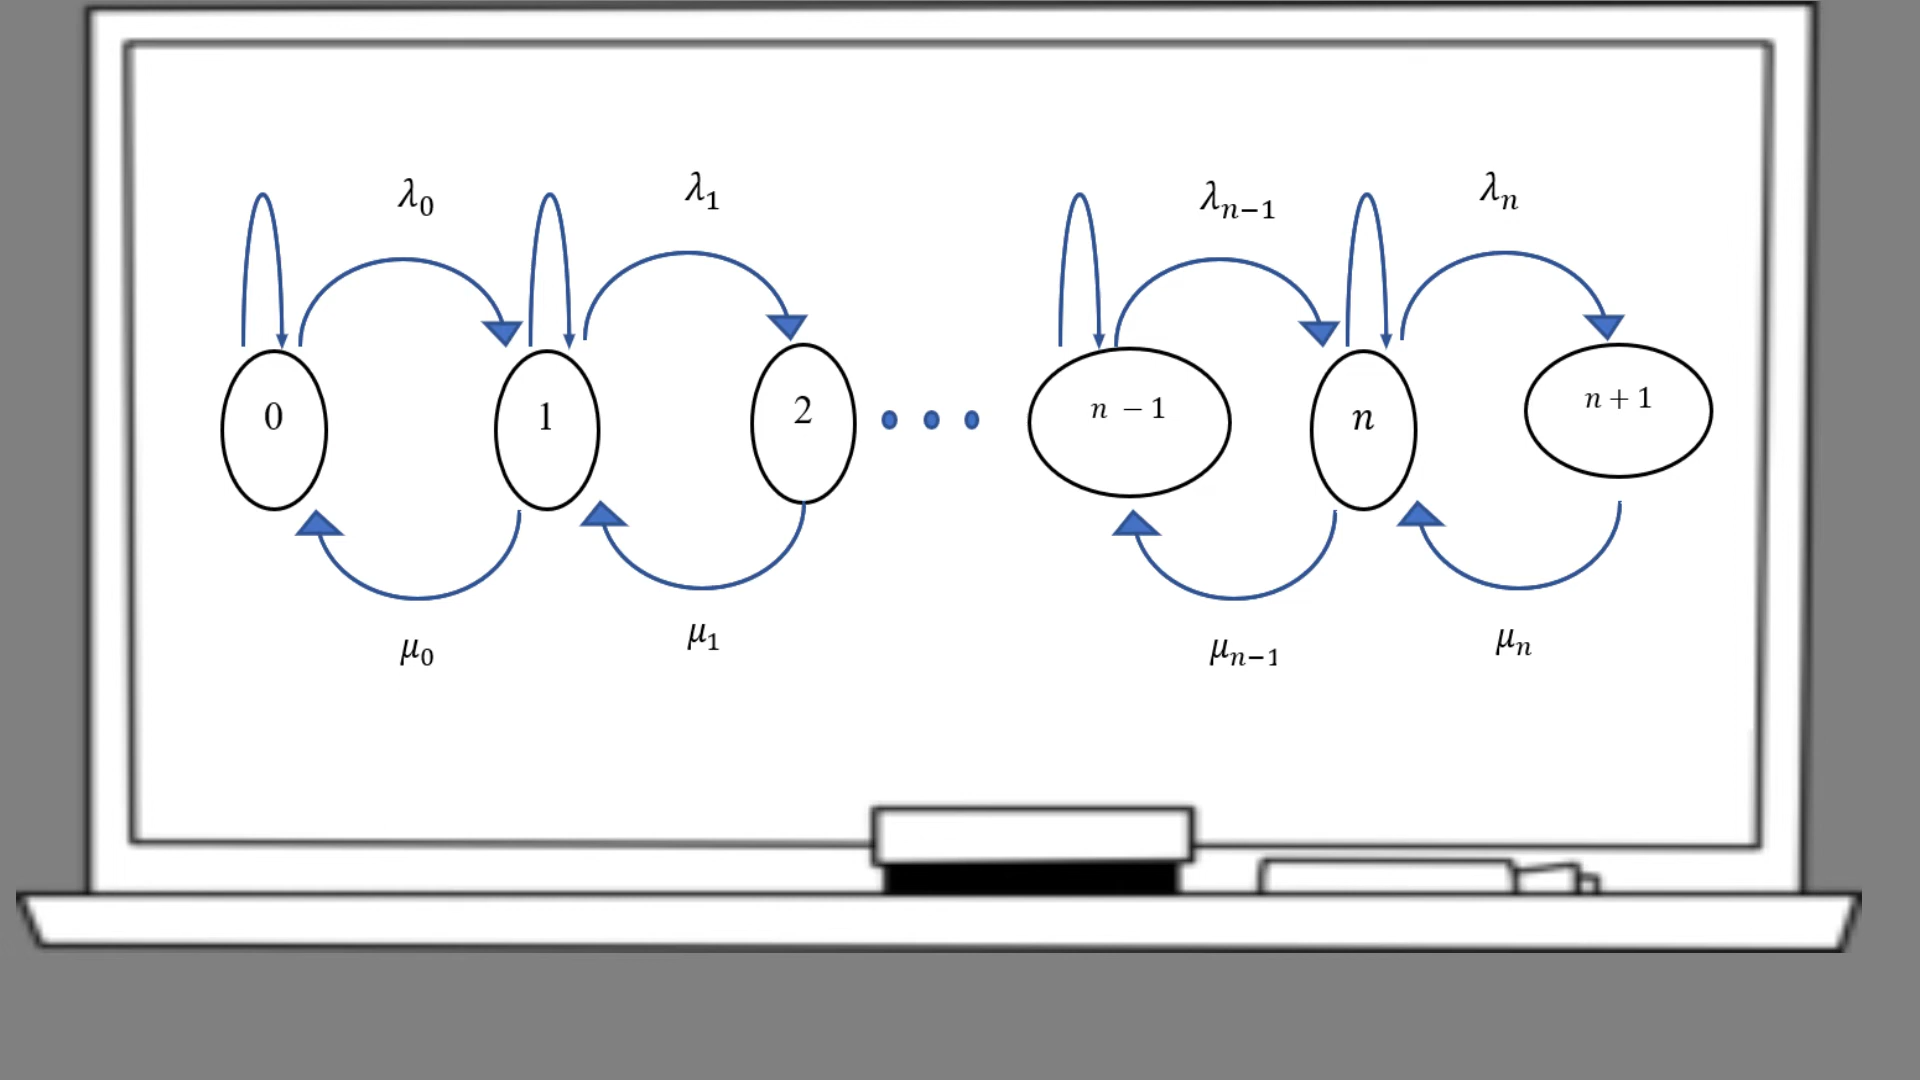 λ₀ λ₁ λₙ₋₁ λₙ
0 1 2 n − 1 n n + 1
μ₀ μ₁ μₙ₋₁ μₙ